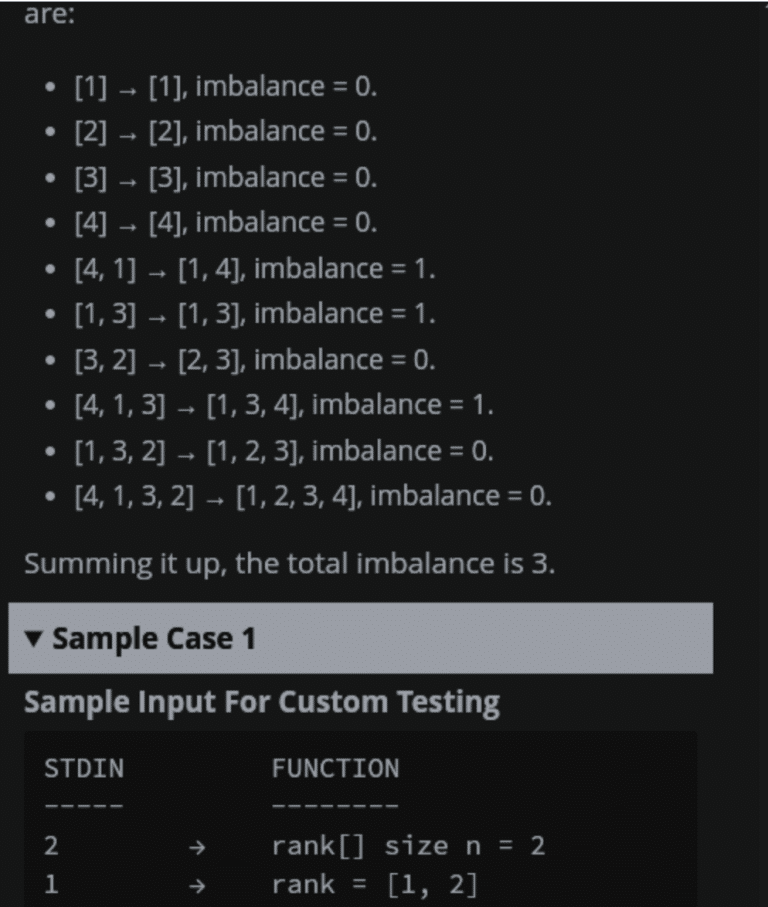 are:
• [1] → [1], imbalance = 0.
• [2] → [2], imbalance = 0.
• [3] → [3], imbalance = 0.
• [4] → [4], imbalance = 0.
• [4, 1] → [1, 4], imbalance = 1.
• [1, 3] → [1, 3], imbalance = 1.
• [3, 2] → [2, 3], imbalance = 0.
• [4, 1, 3] → [1, 3, 4], imbalance = 1.
• [1, 3, 2] → [1, 2, 3], imbalance = 0.
• [4, 1, 3, 2] → [1, 2, 3, 4], imbalance = 0.
Summing it up, the total imbalance is 3.
▼ Sample Case 1
Sample Input For Custom Testing
STDIN FUNCTION
----- --------
2 → rank[] size n = 2
1 → rank = [1, 2]